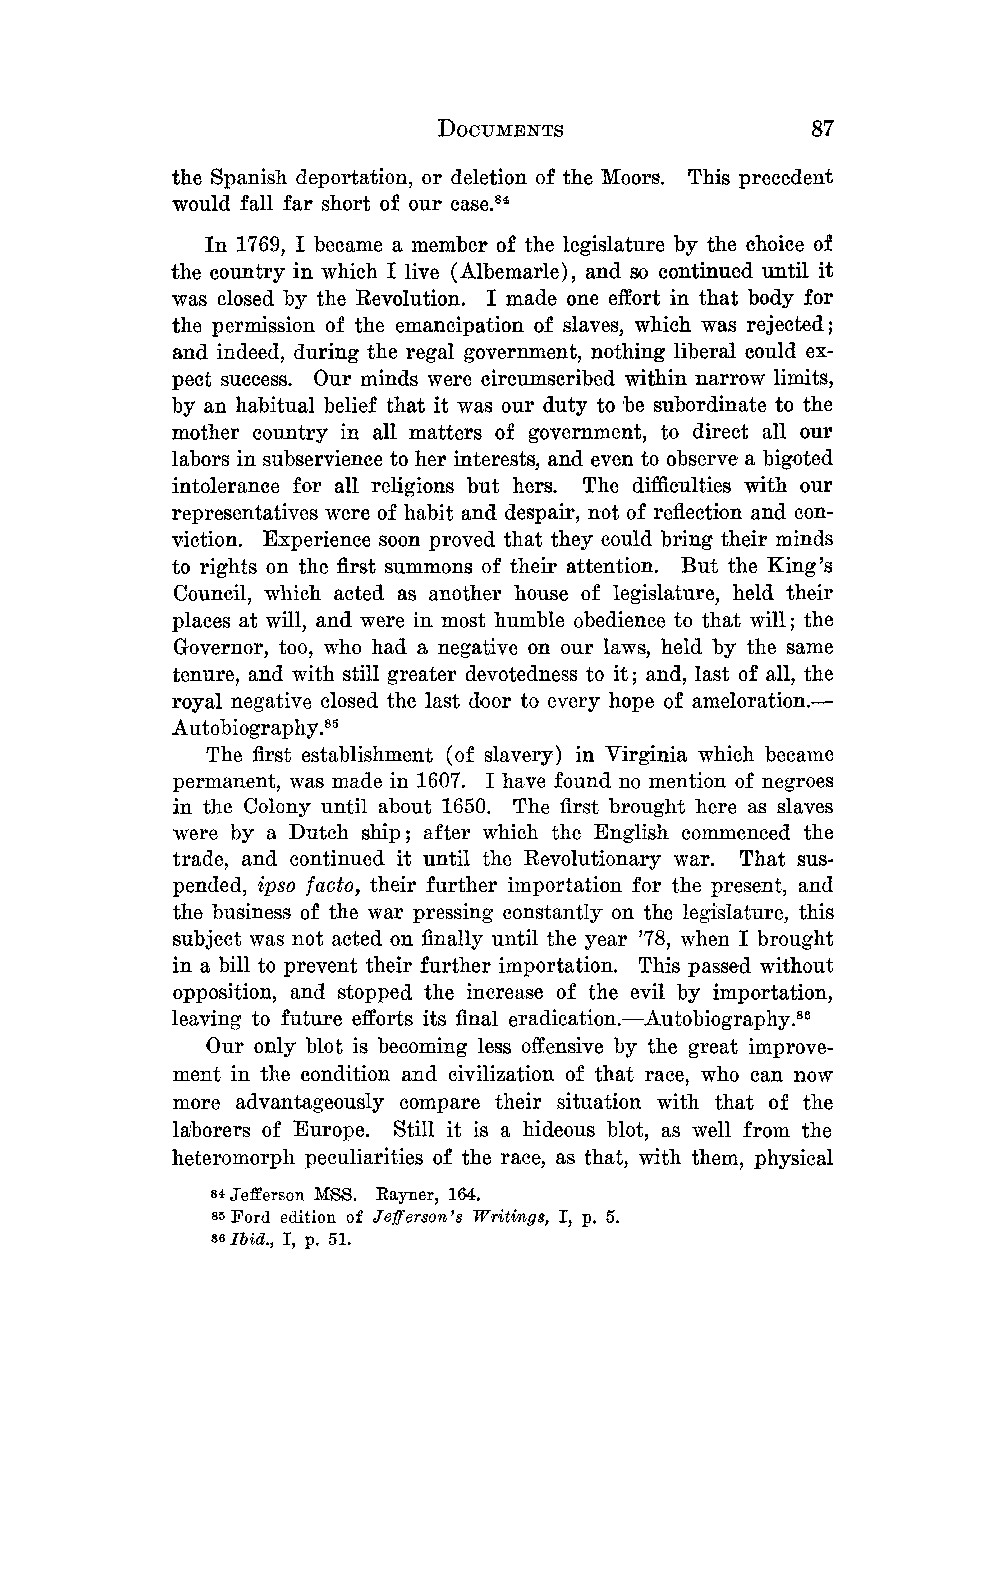 DOCUMENTS 87
the Spanish deportation, or deletion of the Moors. This precedent
would fall far short of our case.⁸⁴
In 1769, I became a member of the legislature by the choice of
the country in which I live (Albemarle), and so continued until it
was closed by the Revolution. I made one effort in that body for
the permission of the emancipation of slaves, which was rejected;
and indeed, during the regal government, nothing liberal could ex-
pect success. Our minds were circumscribed within narrow limits,
by an habitual belief that it was our duty to be subordinate to the
mother country in all matters of government, to direct all our
labors in subservience to her interests, and even to observe a bigoted
intolerance for all religions but hers. The difficulties with our
representatives were of habit and despair, not of reflection and con-
viction. Experience soon proved that they could bring their minds
to rights on the first summons of their attention. But the King's
Council, which acted as another house of legislature, held their
places at will, and were in most humble obedience to that will; the
Governor, too, who had a negative on our laws, held by the same
tenure, and with still greater devotedness to it; and, last of all, the
royal negative closed the last door to every hope of ameloration.—
Autobiography.⁸⁵
The first establishment (of slavery) in Virginia which became
permanent, was made in 1607. I have found no mention of negroes
in the Colony until about 1650. The first brought here as slaves
were by a Dutch ship; after which the English commenced the
trade, and continued it until the Revolutionary war. That sus-
pended, ipso facto, their further importation for the present, and
the business of the war pressing constantly on the legislature, this
subject was not acted on finally until the year '78, when I brought
in a bill to prevent their further importation. This passed without
opposition, and stopped the increase of the evil by importation,
leaving to future efforts its final eradication.—Autobiography.⁸⁶
Our only blot is becoming less offensive by the great improve-
ment in the condition and civilization of that race, who can now
more advantageously compare their situation with that of the
laborers of Europe. Still it is a hideous blot, as well from the
heteromorph peculiarities of the race, as that, with them, physical
⁸⁴ Jefferson MSS. Rayner, 164.
⁸⁵ Ford edition of Jefferson's Writings, I, p. 5.
⁸⁶ Ibid., I, p. 51.